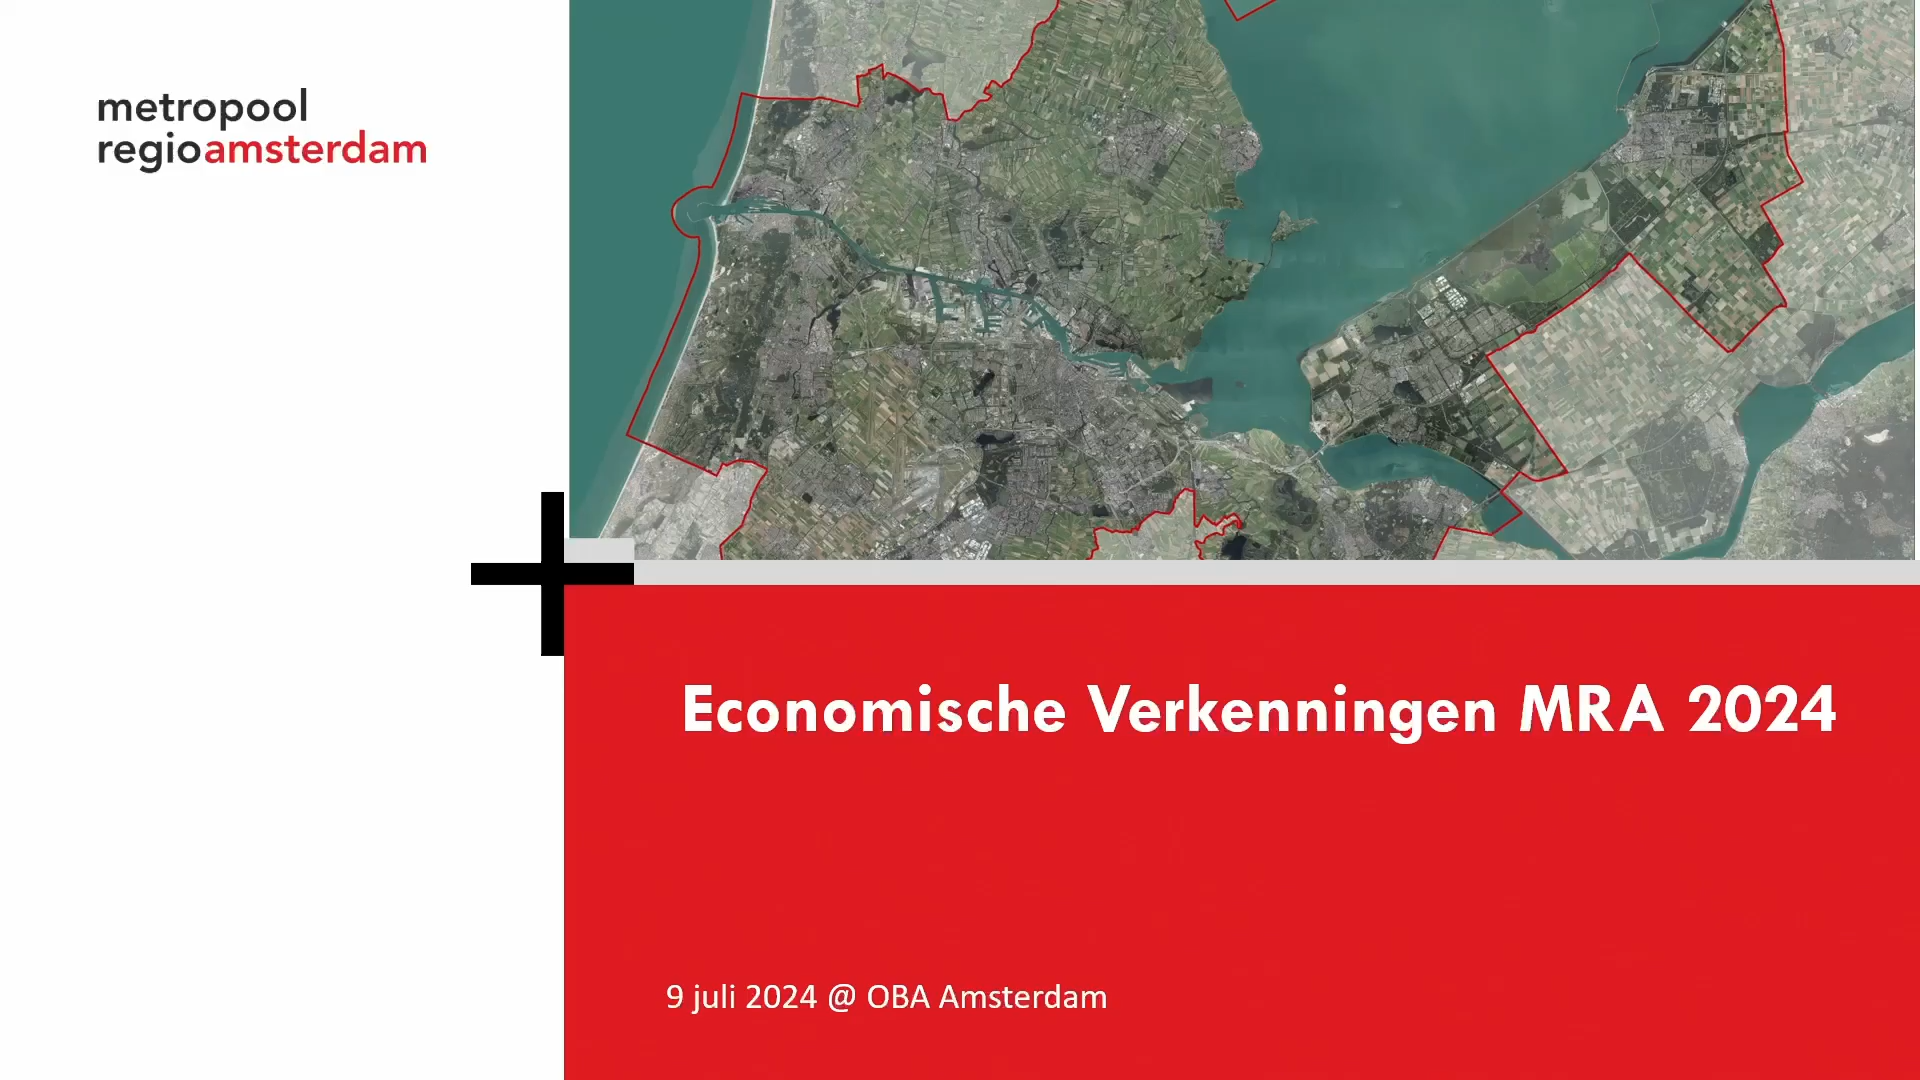 metropool
regioamsterdam
Economische Verkenningen MRA 2024
9 juli 2024 @ OBA Amsterdam